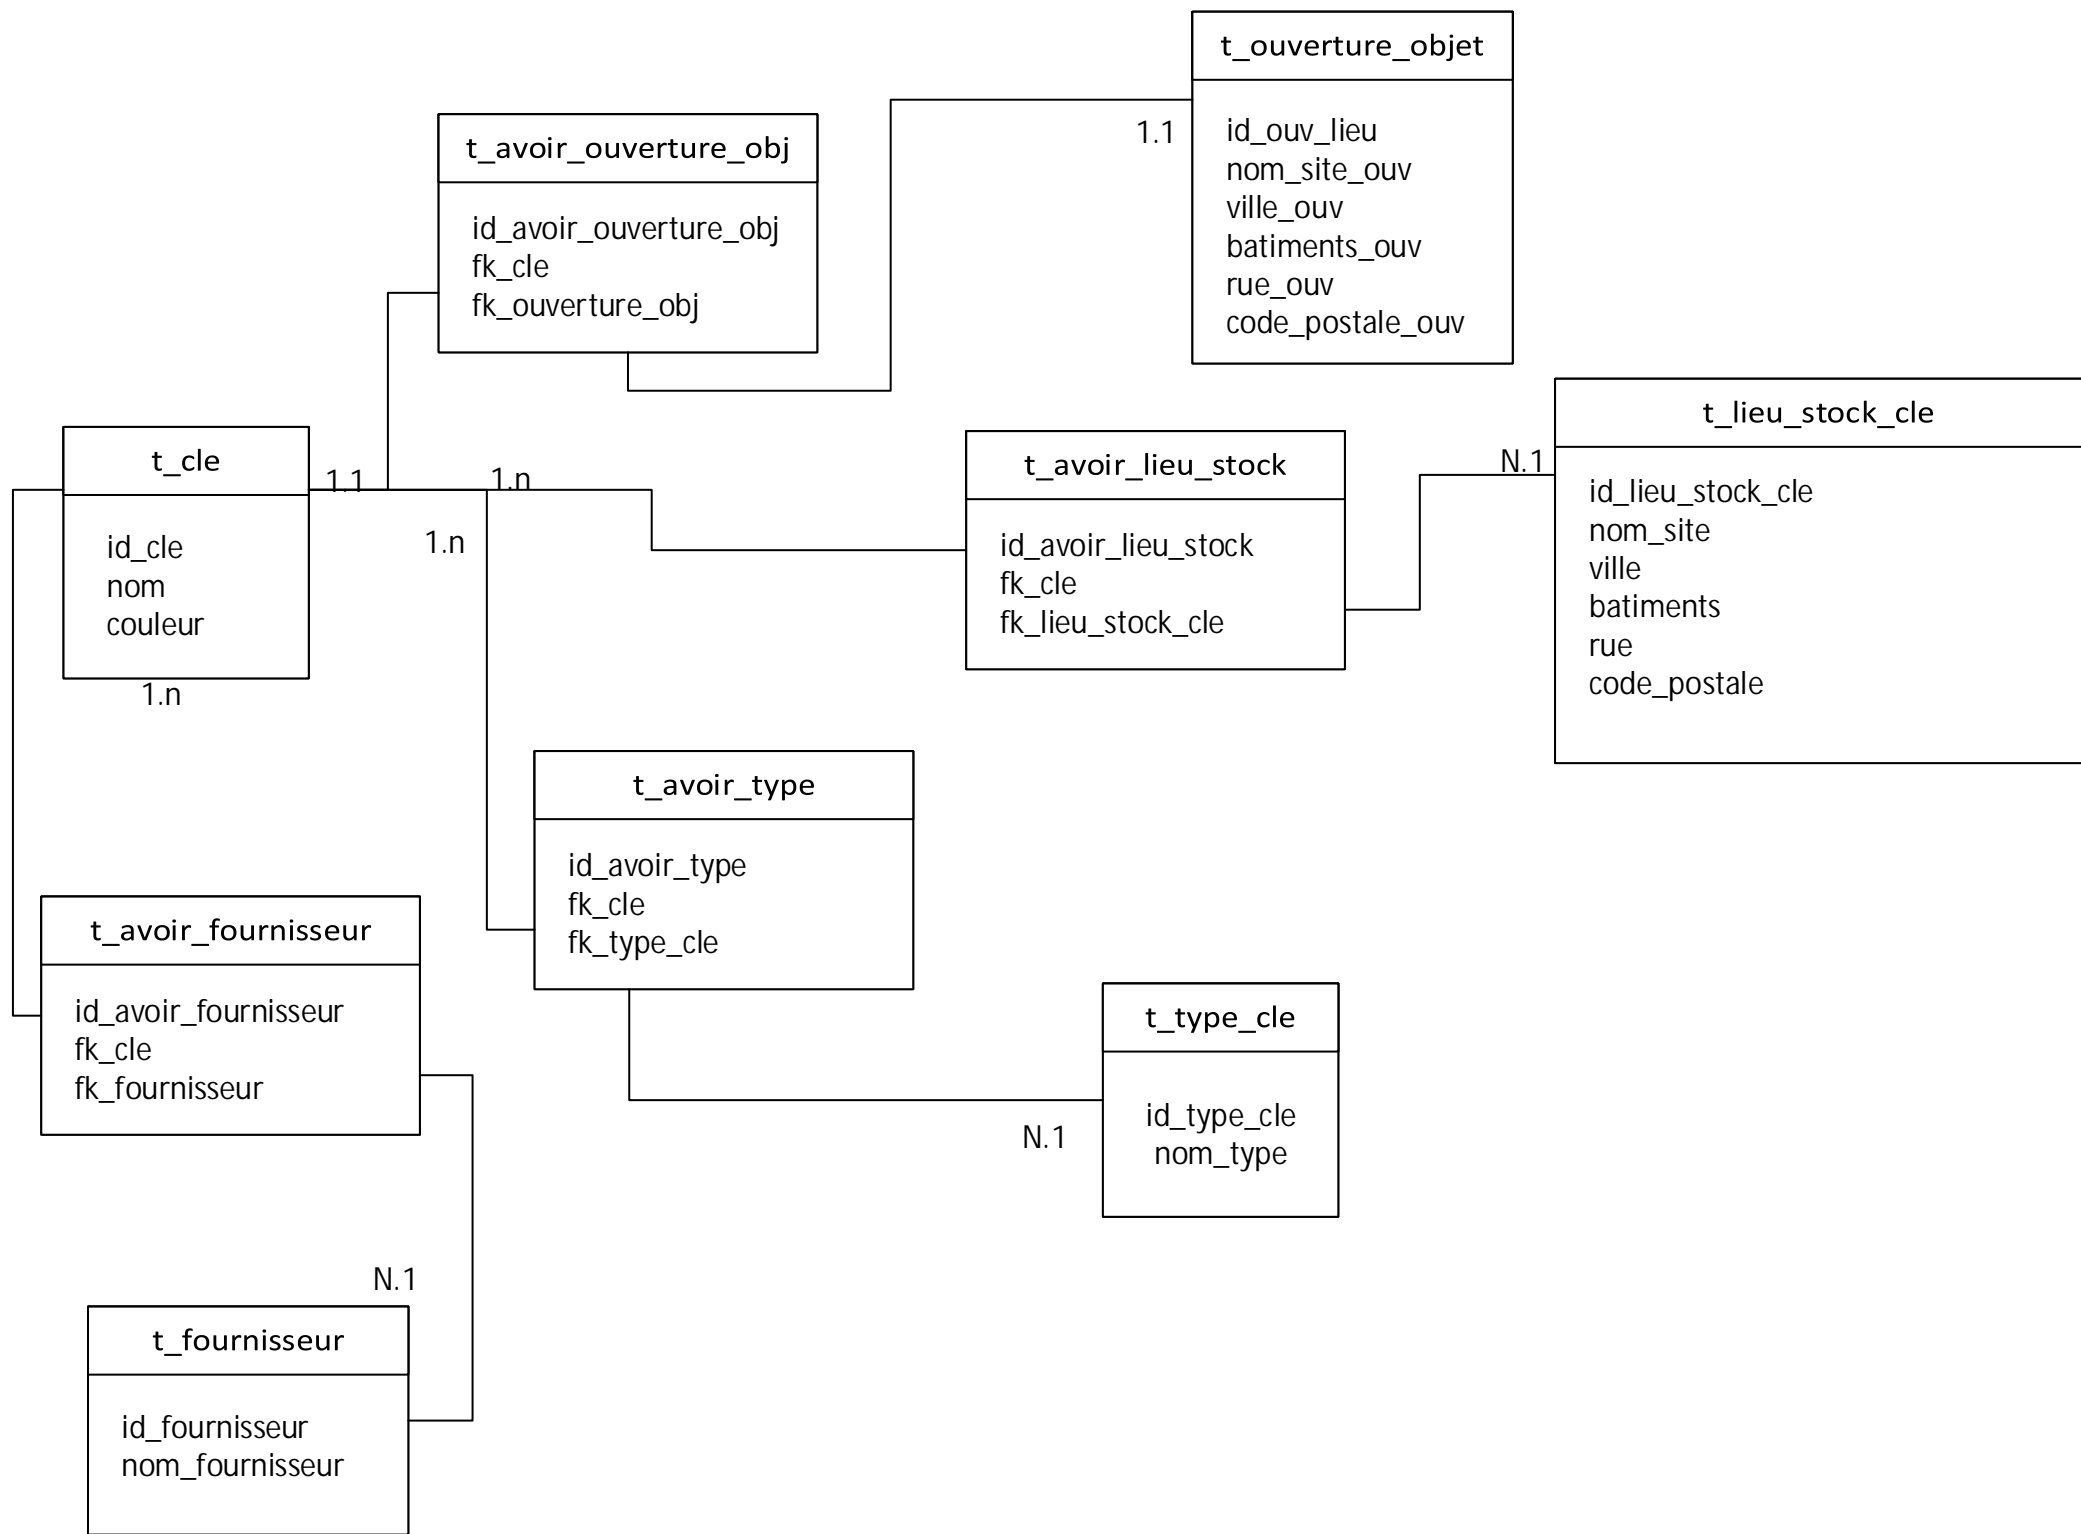 t_ouverture_objet
id_ouv_lieu
nom_site_ouv
ville_ouv
batiments_ouv
rue_ouv
code_postale_ouv
1.1
t_avoir_ouverture_obj
id_avoir_ouverture_obj
fk_cle
fk_ouverture_obj
t_cle
id_cle
nom
couleur
1.1
1.n
1.n
1.n
t_avoir_lieu_stock
id_avoir_lieu_stock
fk_cle
fk_lieu_stock_cle
N.1
t_lieu_stock_cle
id_lieu_stock_cle
nom_site
ville
batiments
rue
code_postale
t_avoir_type
id_avoir_type
fk_cle
fk_type_cle
t_avoir_fournisseur
id_avoir_fournisseur
fk_cle
fk_fournisseur
t_type_cle
id_type_cle
nom_type
N.1
N.1
t_fournisseur
id_fournisseur
nom_fournisseur